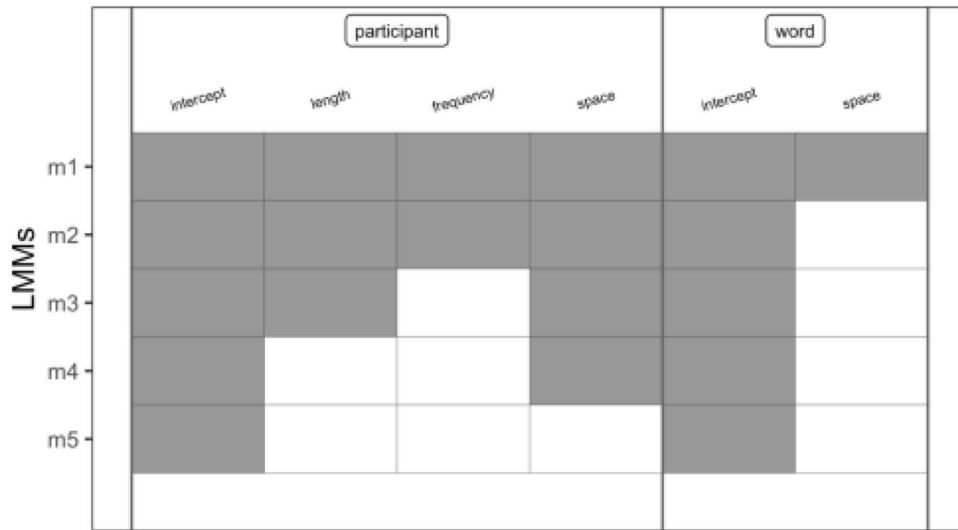 participant word
intercept length frequency space intercept space
m1
m2
m3
m4
m5
LMMs